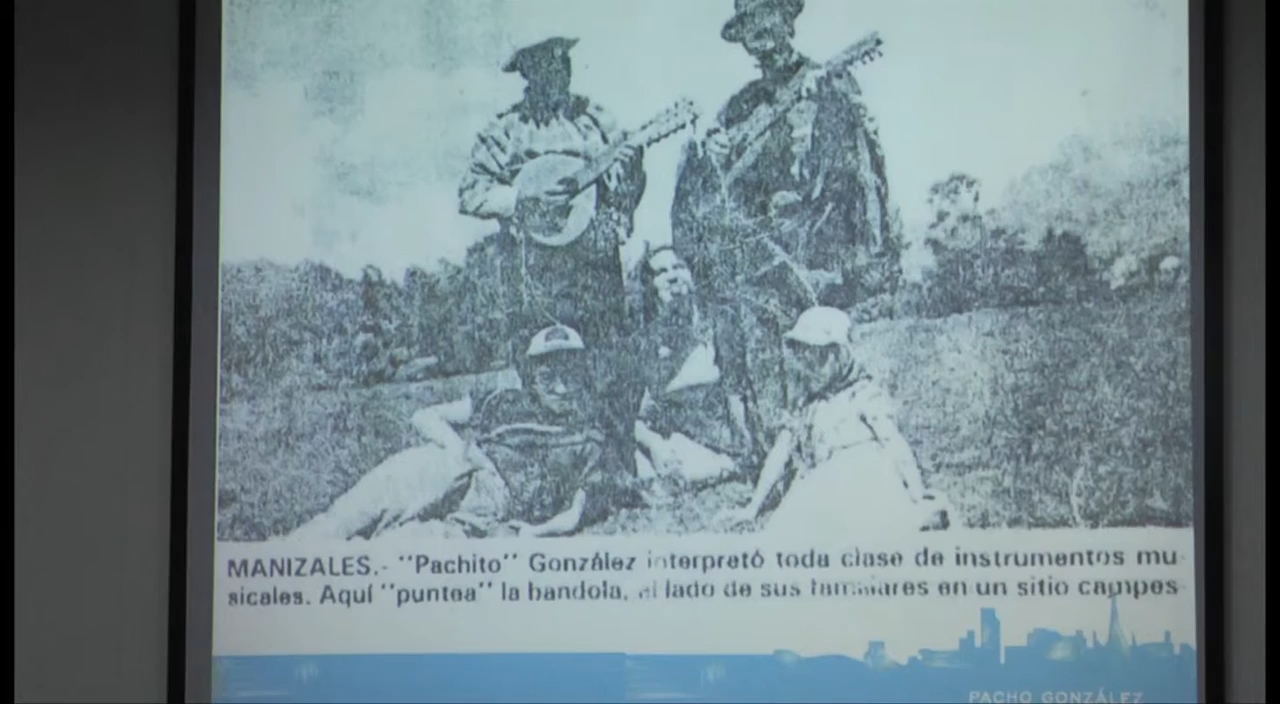 MANIZALES.- "Pachito" González interpretó toda clase de instrumentos mu-
sicales. Aquí "puntea" la bandola, al lado de sus familiares en un sitio campes-
PACHO GONZÁLEZ